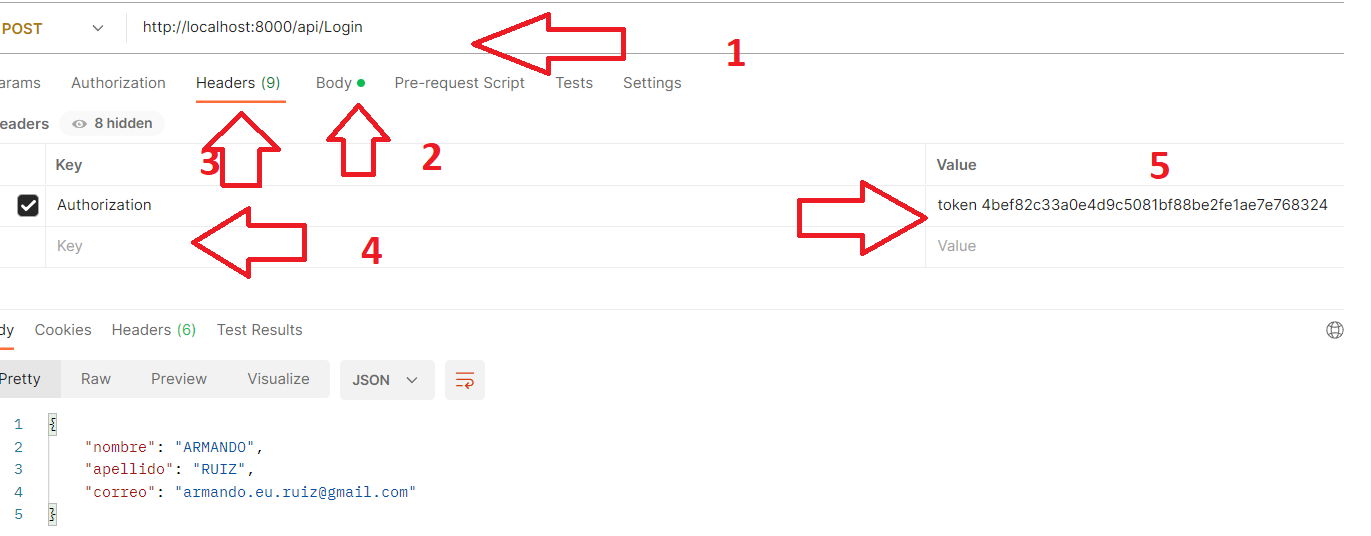 POST http://localhost:8000/api/Login
1
arams Authorization Headers (9) Body Pre-request Script Tests Settings
eaders 8 hidden
3 2
Key Value 5
Authorization token 4bef82c33a0e4d9c5081bf88be2fe1ae7e768324
Key 4 Value
dy Cookies Headers (6) Test Results
Pretty Raw Preview Visualize JSON
1 {
2 "nombre": "ARMANDO",
3 "apellido": "RUIZ",
4 "correo": "armando.eu.ruiz@gmail.com"
5 }